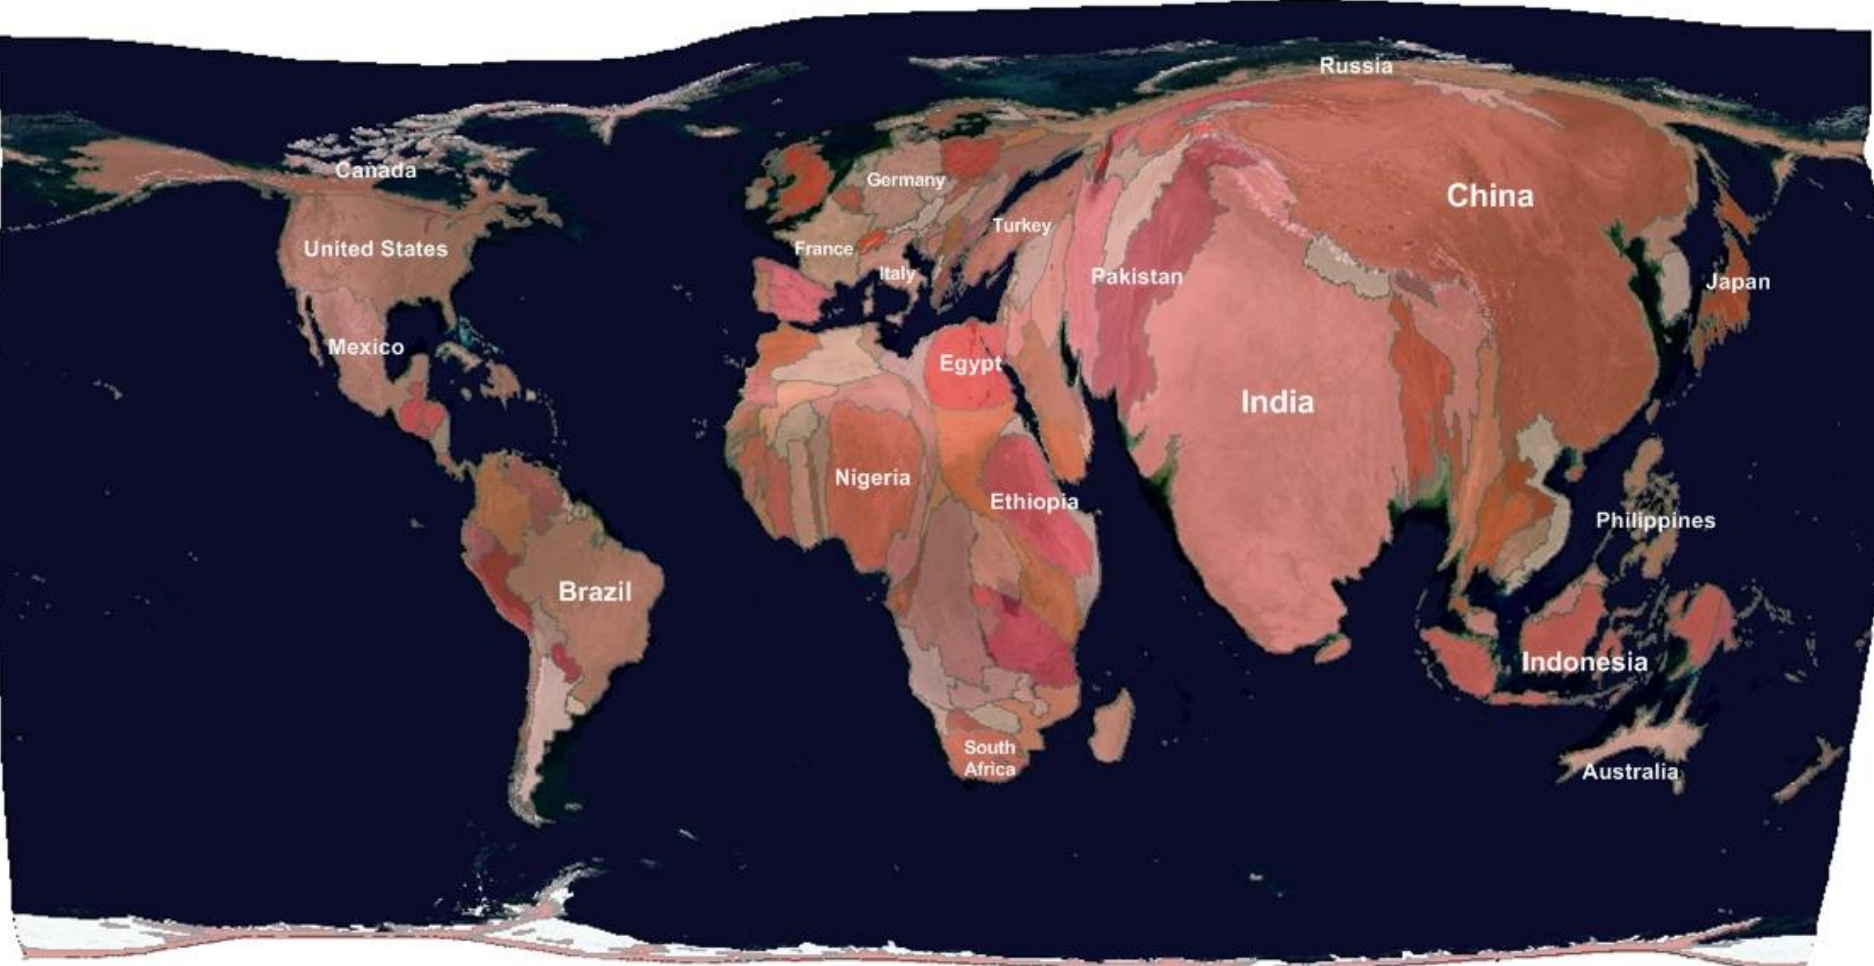 Russia
Canada
Germany
China
United States
Turkey
France
Italy
Pakistan
Japan
Mexico
Egypt
India
Nigeria
Ethiopia
Philippines
Brazil
Indonesia
South
Africa
Australia